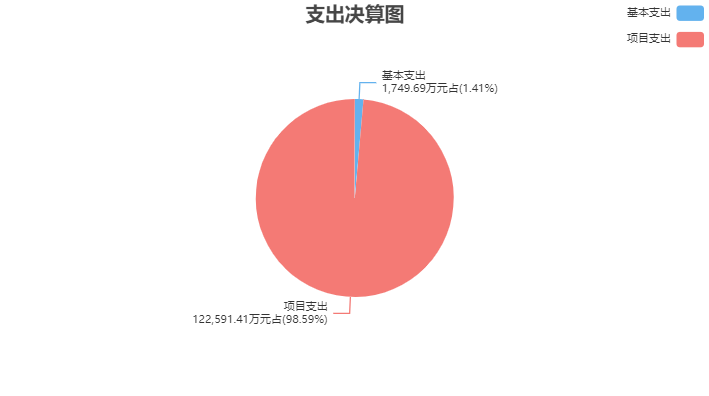 支出决算图
基本支出
项目支出
基本支出
1,749.69万元占(1.41%)
项目支出
122,591.41万元占(98.59%)